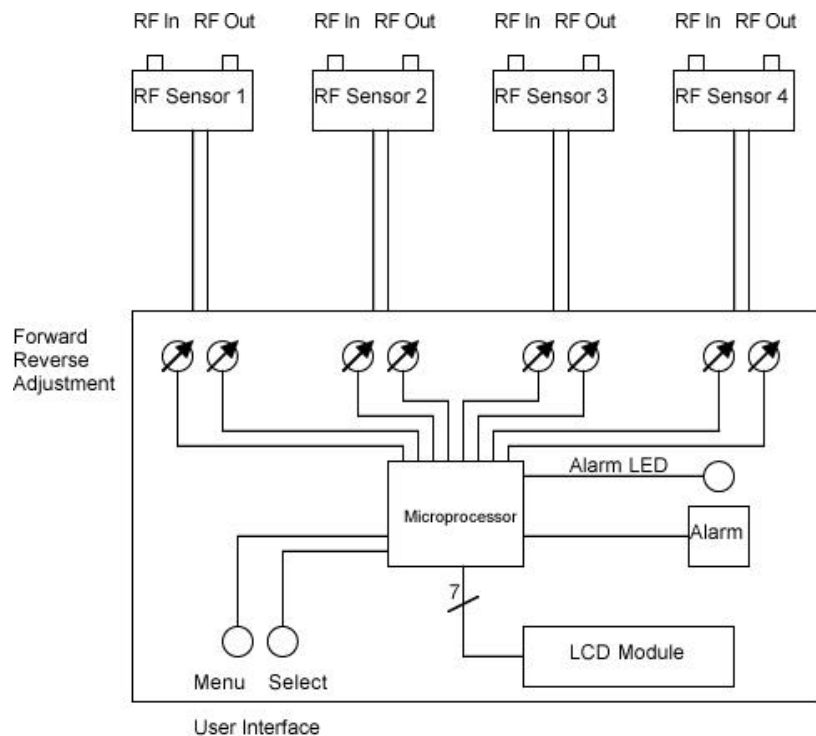 RF In RF Out RF In RF Out RF In RF Out RF In RF Out
RF Sensor 1 RF Sensor 2 RF Sensor 3 RF Sensor 4
Forward
Reverse
Adjustment
Alarm LED
Microprocessor
Alarm
7
LCD Module
Menu Select
User Interface